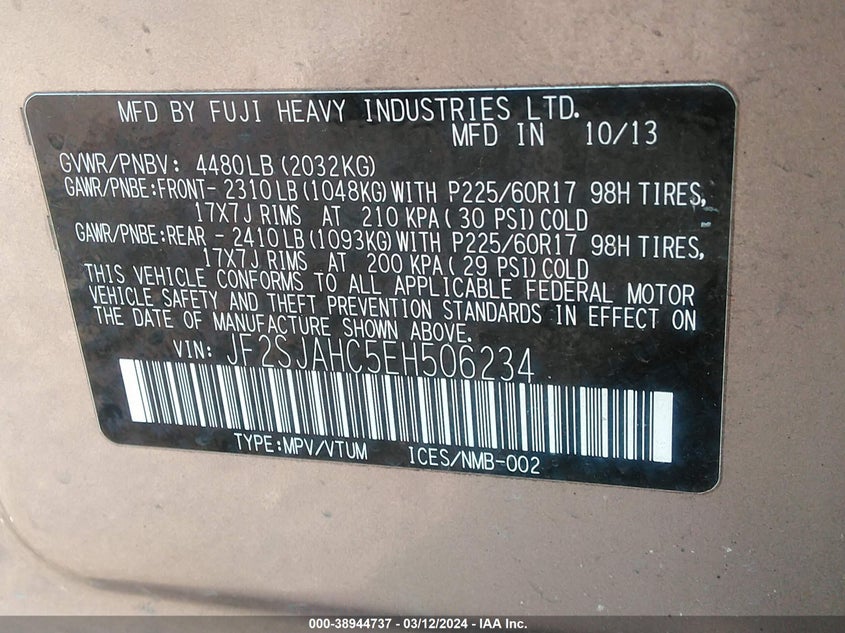 MFD BY FUJI HEAVY INDUSTRIES LTD.
MFD IN 10/13
GVWR/PNBV: 4480LB(2032KG)
GAWR/PNBE:FRONT- 2310LB(1048KG)WITH P225/60R17 98H TIRES,
17X7J RIMS AT 210 KPA( 30 PSI)COLD
GAWR/PNBE:REAR - 2410LB(1093KG)WITH P225/60R17 98H TIRES,
17X7J RIMS AT 200 KPA( 29 PSI)COLD
THIS VEHICLE CONFORMS TO ALL APPLICABLE FEDERAL MOTOR
VEHICLE SAFETY AND THEFT PREVENTION STANDARDS IN EFFECT ON
THE DATE OF MANUFACTURE SHOWN ABOVE.
VIN: JF2SJAHC5EH506234
TYPE:MPV/VTUM ICES/NMB-002
000-38944737 - 03/12/2024 - IAA Inc.